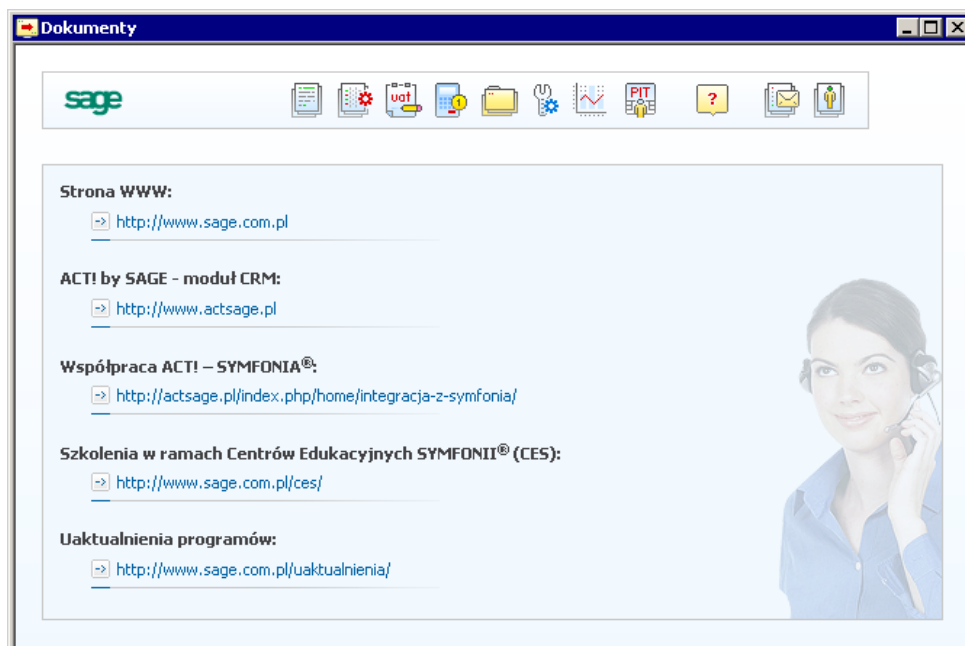 Dokumenty
sage
vat
1
PIT
?
Strona WWW:
http://www.sage.com.pl
ACT! by SAGE - moduł CRM:
http://www.actsage.pl
Współpraca ACT! – SYMFONIA®:
http://actsage.pl/index.php/home/integracja-z-symfonia/
Szkolenia w ramach Centrów Edukacyjnych SYMFONII® (CES):
http://www.sage.com.pl/ces/
Uaktualnienia programów:
http://www.sage.com.pl/uaktualnienia/